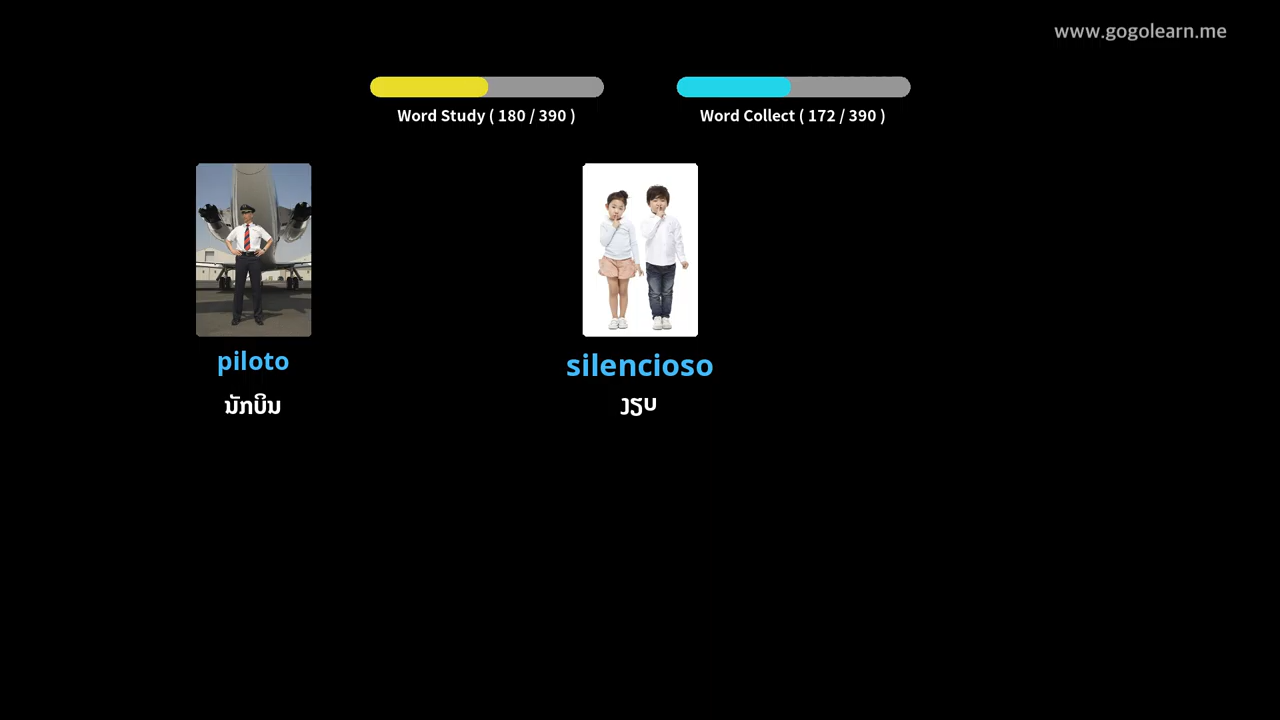 www.gogolearn.me
Word Study ( 180 / 390 )
Word Collect ( 172 / 390 )
piloto
ນັກບິນ
silencioso
ງຽບ